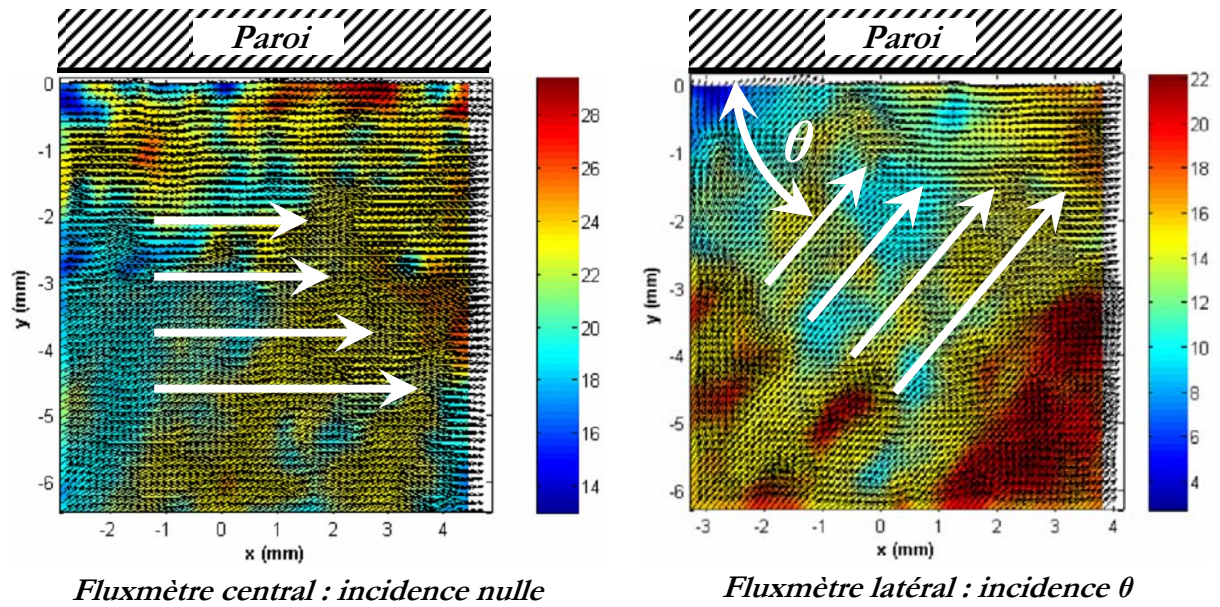 Paroi
Paroi
0
-1
-2
-3
-4
-5
-6
y (mm)
-2 -1 0 1 2 3 4
x (mm)
28
26
24
22
20
18
16
14
0
-1
-2
-3
-4
-5
-6
y (mm)
-3 -2 -1 0 1 2 3 4
x (mm)
θ
22
20
18
16
14
12
10
8
6
4
Fluxmètre central : incidence nulle
Fluxmètre latéral : incidence θ